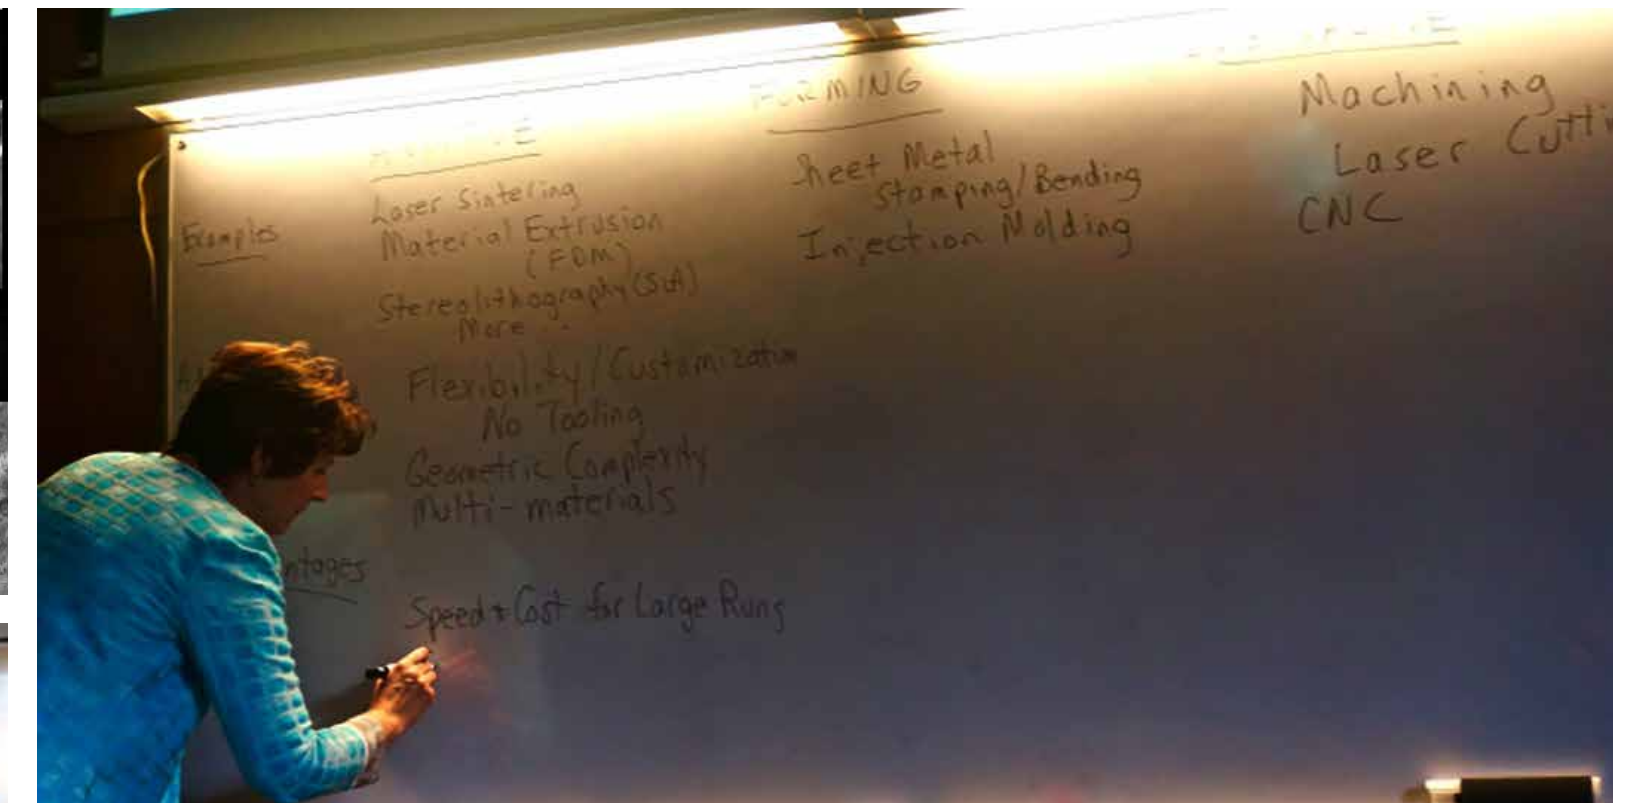 FORMING
Machining
Laser
CNC
Sheet Metal
Stamping/Bending
Injection Molding
Examples
Laser Sintering
Material Extrusion
(FDM)
Stereolithography (SLA)
More...
Flexibility/Customization
No Tooling
Geometric Complexity
Multi-materials
ntages
Speed + Cost for Large Runs